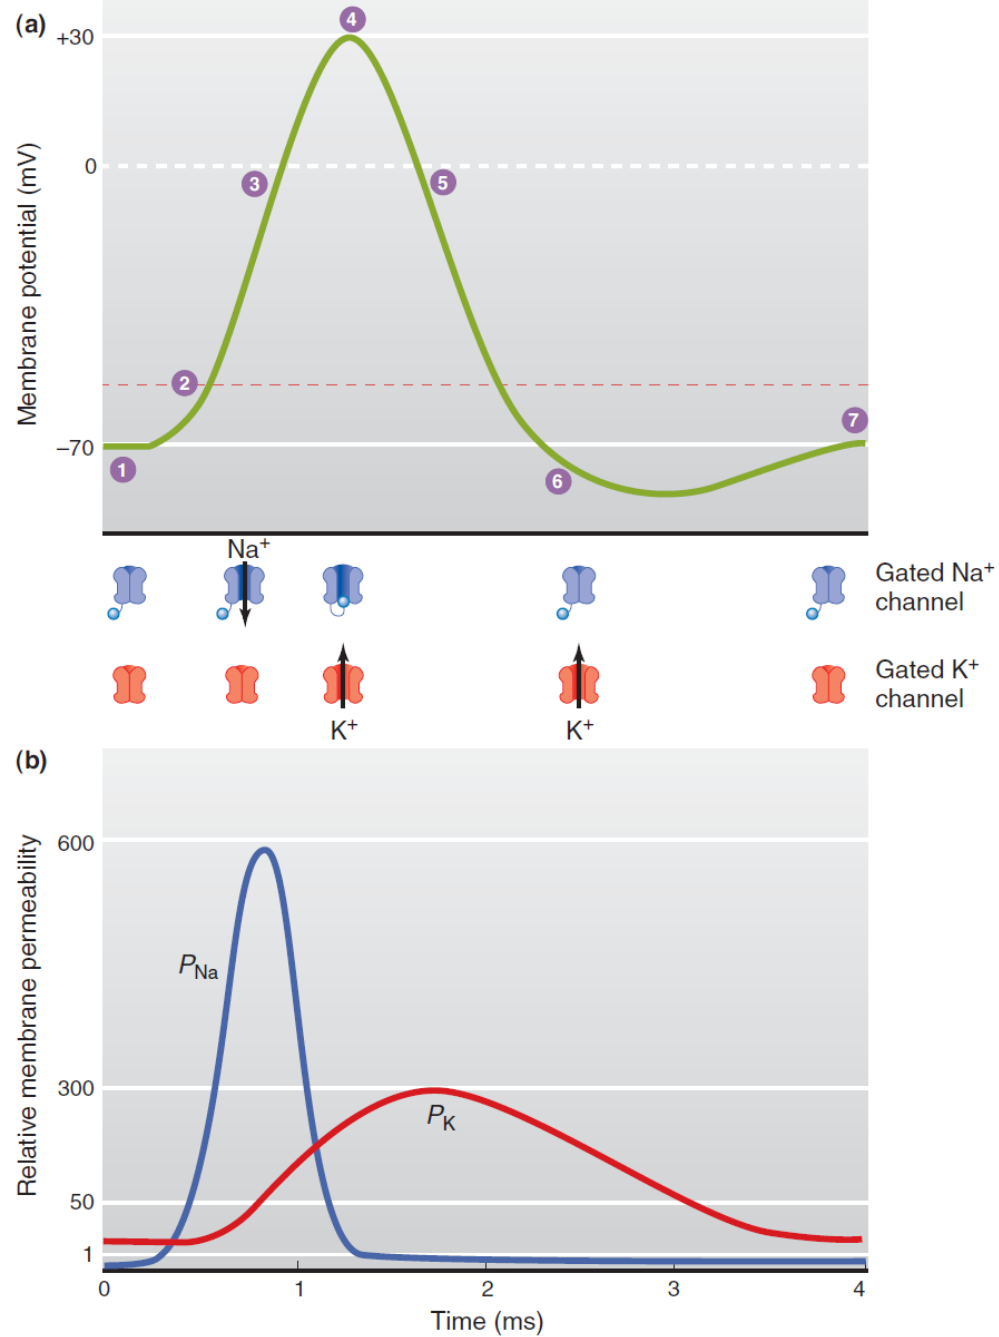 (a)
+30
0
–70
Membrane potential (mV)
1
2
3
4
5
6
7
Na+
Gated Na+
channel
Gated K+
channel
K+
K+
(b)
600
300
50
1
Relative membrane permeability
PNa
PK
0
1
2
3
4
Time (ms)